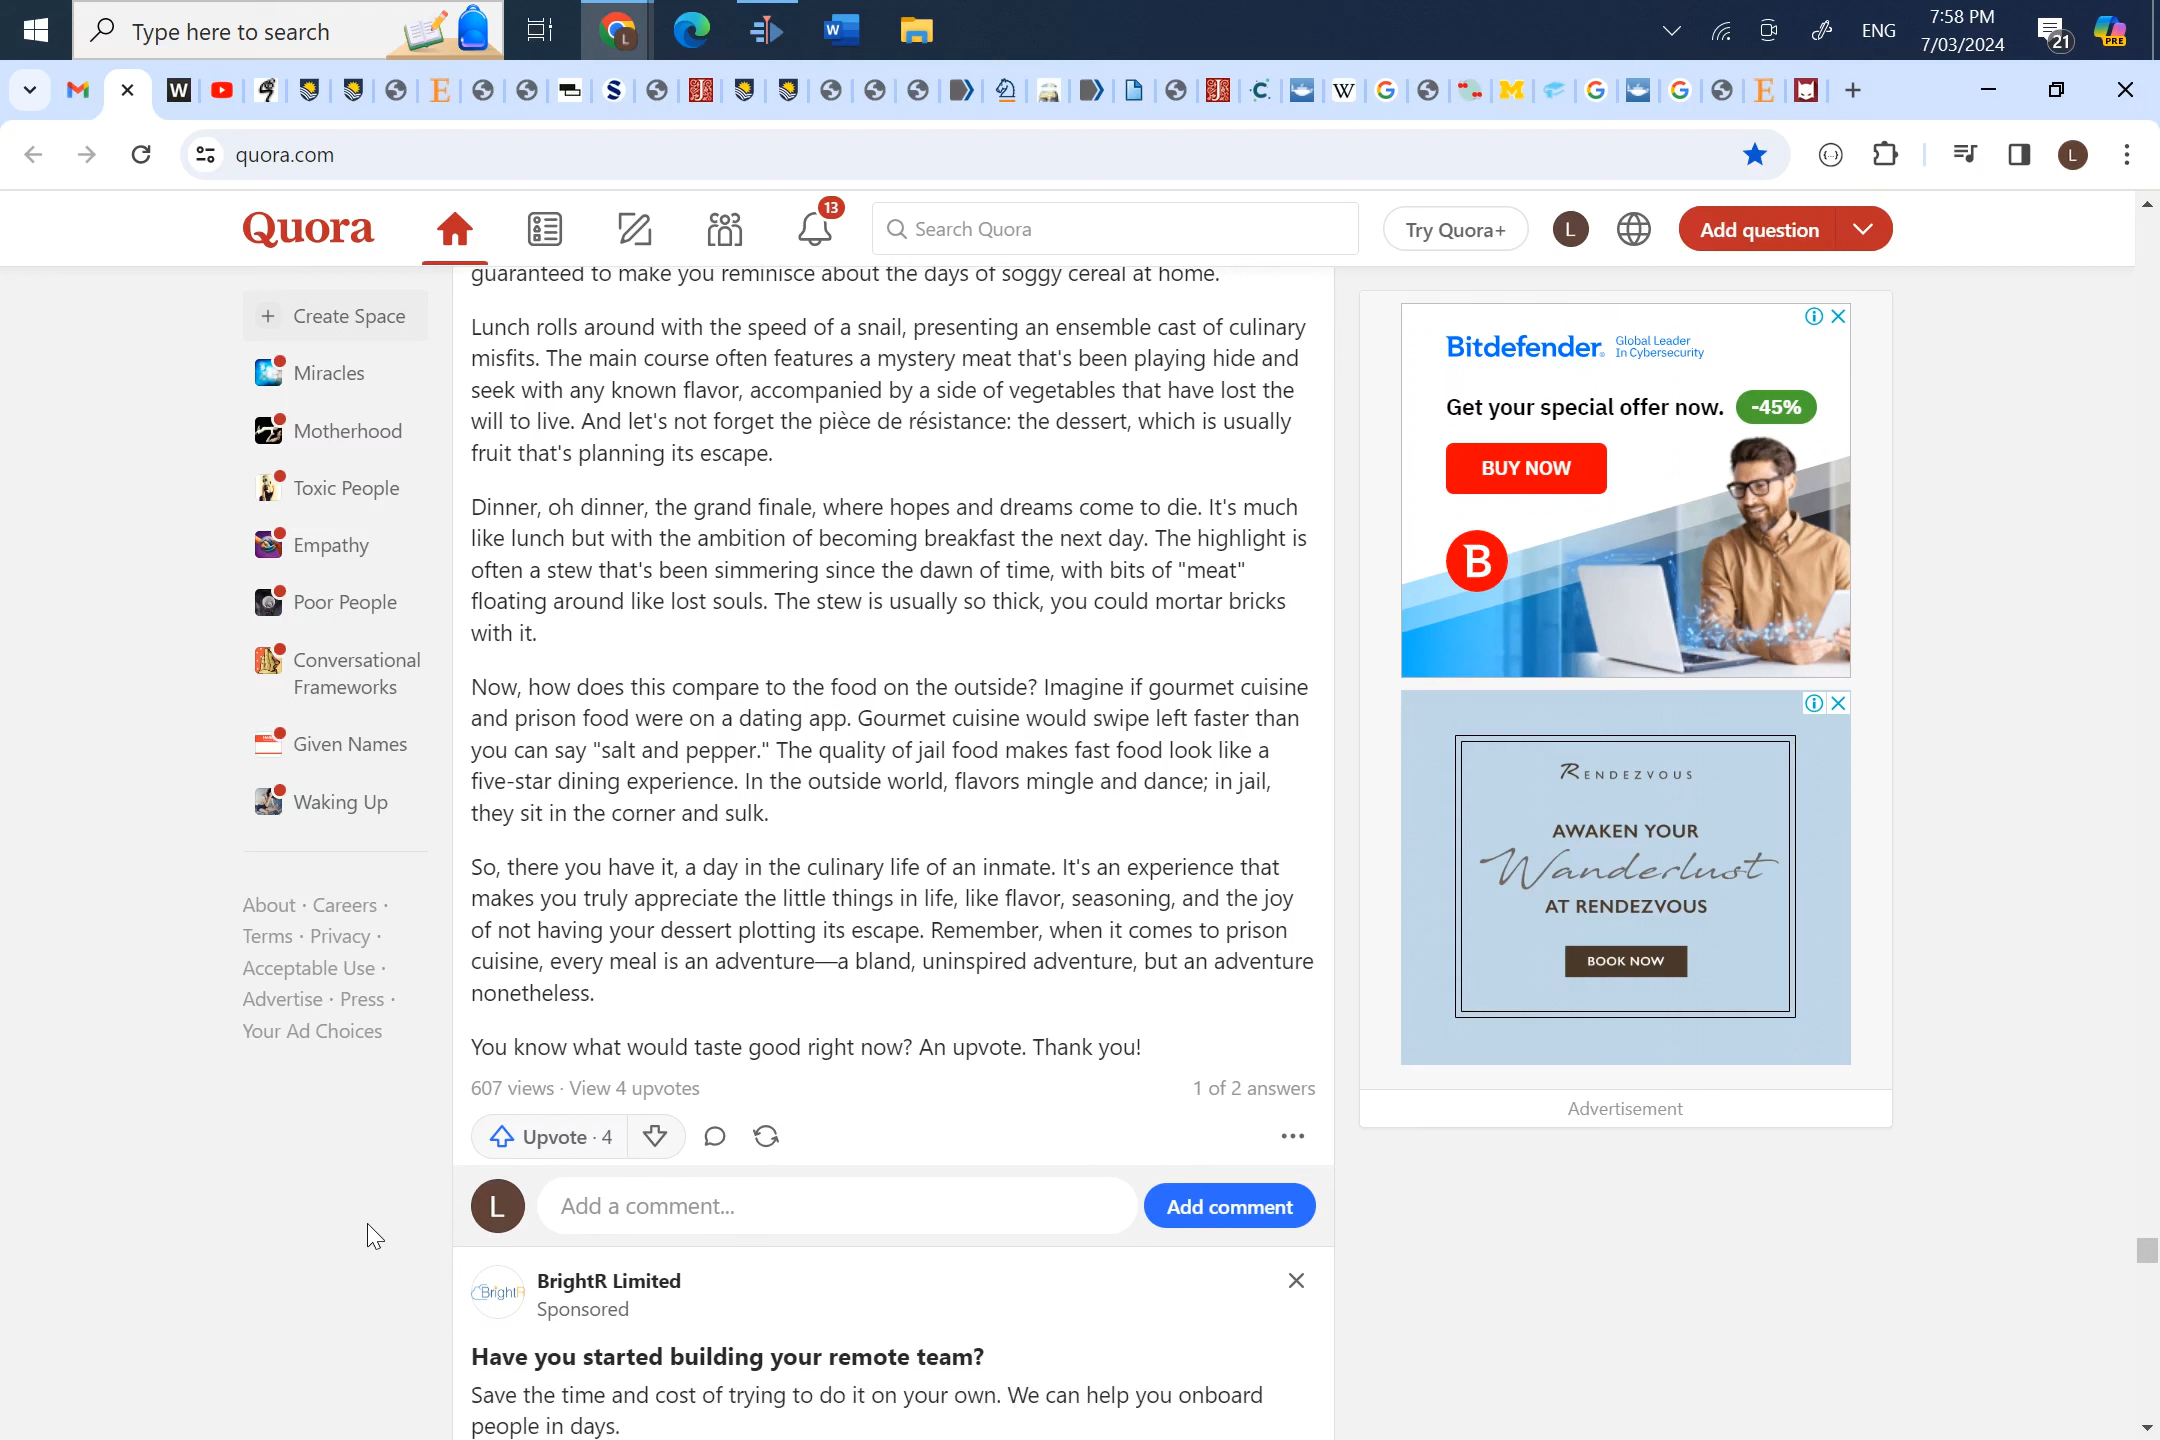 Type here to search
ENG
7:58 PM
7/03/2024
21
PRE
quora.com
L
Quora
13
Search Quora
Try Quora+
L
Add question
guaranteed to make you reminisce about the days of soggy cereal at home.
Create Space
Miracles
Motherhood
Toxic People
Empathy
Poor People
Conversational
Frameworks
Given Names
Waking Up
About · Careers ·
Terms · Privacy ·
Acceptable Use ·
Advertise · Press ·
Your Ad Choices
Lunch rolls around with the speed of a snail, presenting an ensemble cast of culinary
misfits. The main course often features a mystery meat that's been playing hide and
seek with any known flavor, accompanied by a side of vegetables that have lost the
will to live. And let's not forget the pièce de résistance: the dessert, which is usually
fruit that's planning its escape.
Dinner, oh dinner, the grand finale, where hopes and dreams come to die. It's much
like lunch but with the ambition of becoming breakfast the next day. The highlight is
often a stew that's been simmering since the dawn of time, with bits of "meat"
floating around like lost souls. The stew is usually so thick, you could mortar bricks
with it.
Now, how does this compare to the food on the outside? Imagine if gourmet cuisine
and prison food were on a dating app. Gourmet cuisine would swipe left faster than
you can say "salt and pepper." The quality of jail food makes fast food look like a
five-star dining experience. In the outside world, flavors mingle and dance; in jail,
they sit in the corner and sulk.
So, there you have it, a day in the culinary life of an inmate. It's an experience that
makes you truly appreciate the little things in life, like flavor, seasoning, and the joy
of not having your dessert plotting its escape. Remember, when it comes to prison
cuisine, every meal is an adventure—a bland, uninspired adventure, but an adventure
nonetheless.
You know what would taste good right now? An upvote. Thank you!
607 views · View 4 upvotes
1 of 2 answers
Upvote · 4
L
Add a comment...
Add comment
BrightR
BrightR Limited
Sponsored
Have you started building your remote team?
Save the time and cost of trying to do it on your own. We can help you onboard
people in days.
Bitdefender
Global Leader
In Cybersecurity
Get your special offer now.
-45%
BUY NOW
B
RENDEZVOUS
AWAKEN YOUR
Wanderlust
AT RENDEZVOUS
BOOK NOW
Advertisement